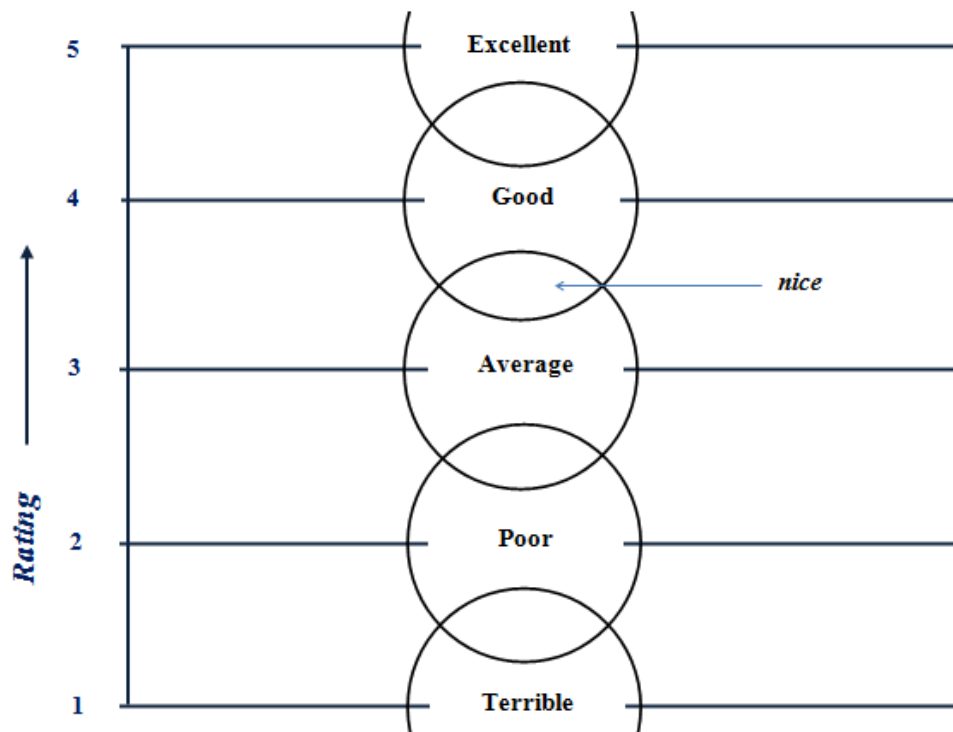 5
Excellent
4
Good
nice
3
Average
Rating
2
Poor
1
Terrible